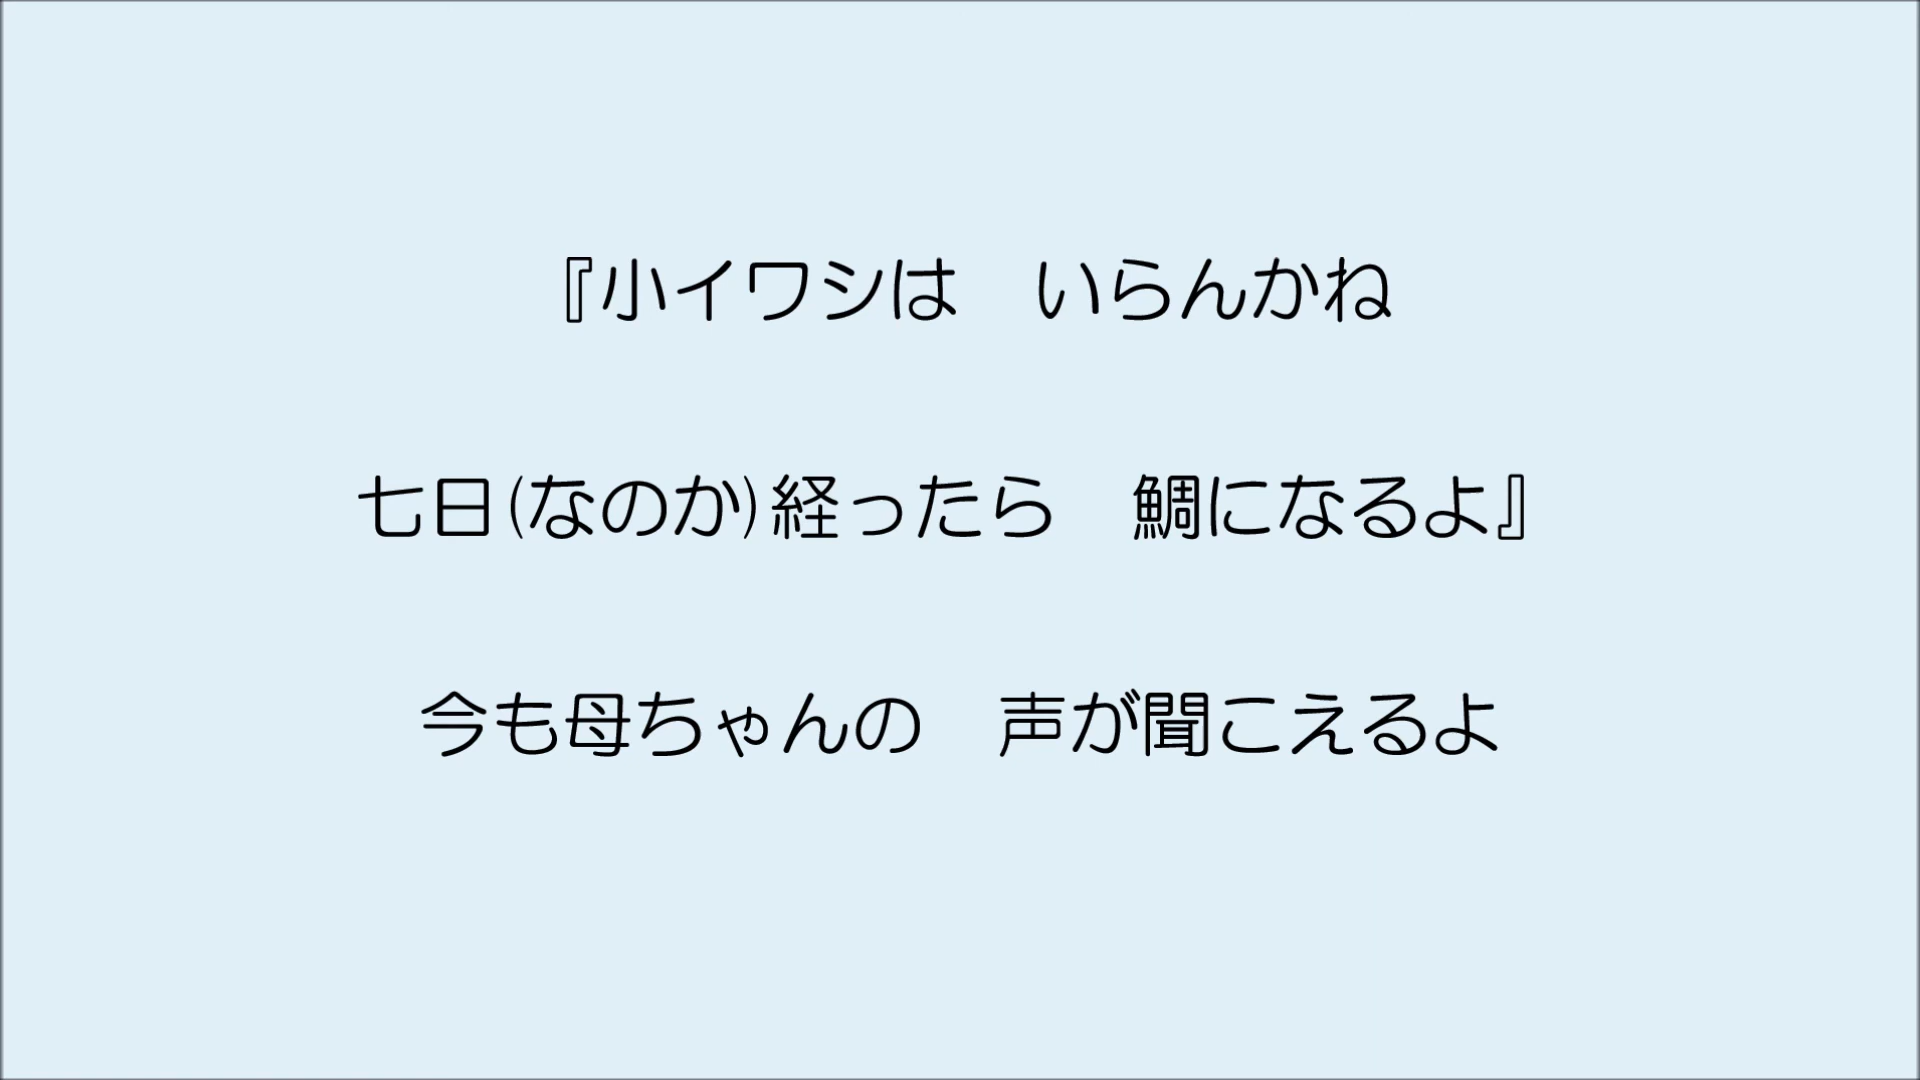 『小イワシは　いらんかね
七日(なのか)経ったら　鯛になるよ』
今も母ちゃんの　声が聞こえるよ